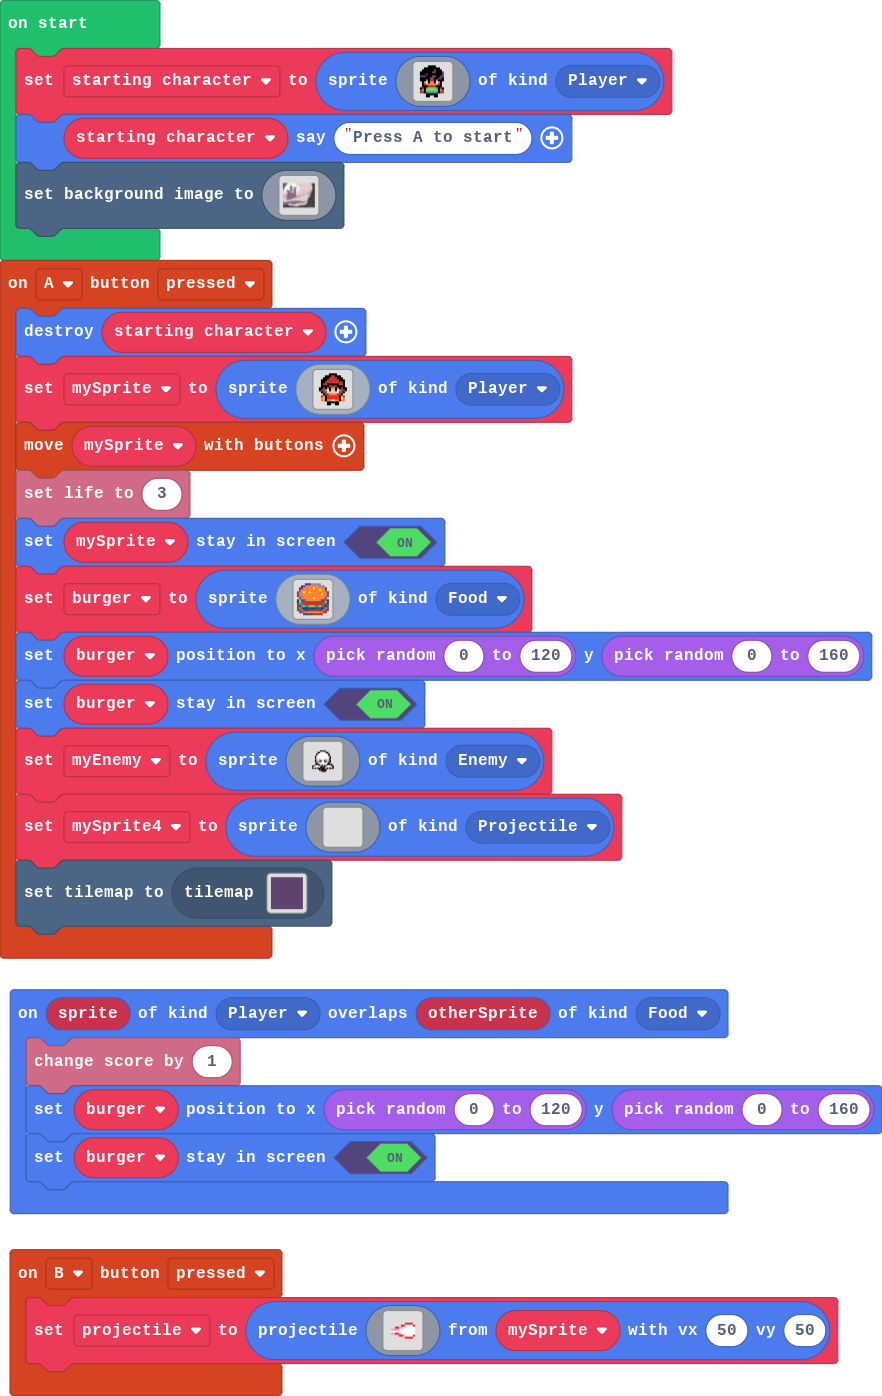 on start
set starting character to sprite of kind Player
starting character say "Press A to start"
set background image to
on A button pressed
destroy starting character
set mySprite to sprite of kind Player
move mySprite with buttons
set life to 3
set mySprite stay in screen ON
set burger to sprite of kind Food
set burger position to x pick random 0 to 120 y pick random 0 to 160
set burger stay in screen ON
set myEnemy to sprite of kind Enemy
set mySprite4 to sprite of kind Projectile
set tilemap to tilemap
on sprite of kind Player overlaps otherSprite of kind Food
change score by 1
set burger position to x pick random 0 to 120 y pick random 0 to 160
set burger stay in screen ON
on B button pressed
set projectile to projectile from mySprite with vx 50 vy 50